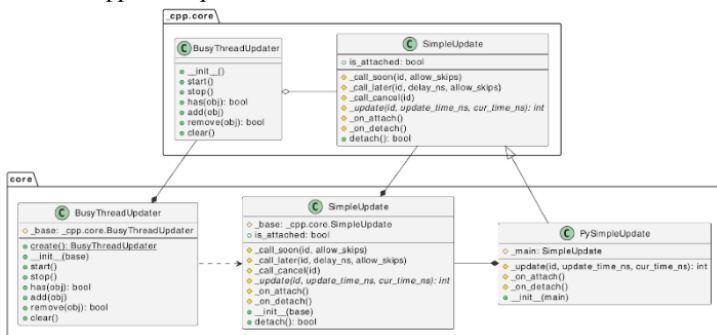 _cpp.core
C BusyThreadUpdater
__init__()
start()
stop()
has(obj): bool
add(obj)
remove(obj): bool
clear()
C SimpleUpdate
is_attached: bool
_call_soon(id, allow_skips)
_call_later(id, delay_ns, allow_skips)
_call_cancel(id)
_update(id, update_time_ns, cur_time_ns): int
_on_attach()
_on_detach()
detach(): bool
core
C BusyThreadUpdater
_base: _cpp.core.BusyThreadUpdater
create(): BusyThreadUpdater
__init__(base)
start()
stop()
has(obj): bool
add(obj)
remove(obj): bool
clear()
C SimpleUpdate
_base: _cpp.core.SimpleUpdate
is_attached: bool
_call_soon(id, allow_skips)
_call_later(id, delay_ns, allow_skips)
_call_cancel(id)
_update(id, update_time_ns, cur_time_ns): int
_on_attach()
_on_detach()
__init__(base)
detach(): bool
C PySimpleUpdate
_main: SimpleUpdate
_update(id, update_time_ns, cur_time_ns): int
_on_attach()
_on_detach()
__init__(main)